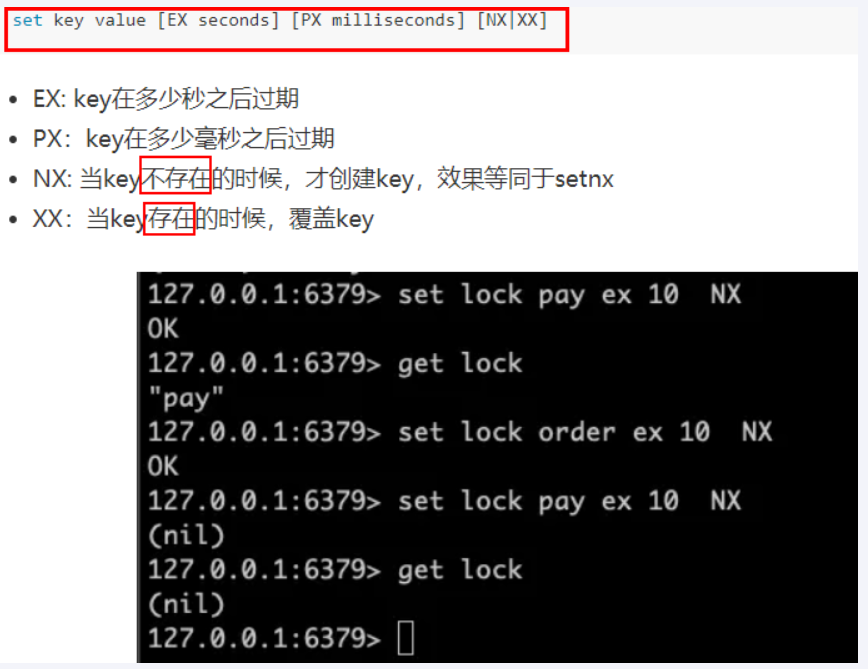 set key value [EX seconds] [PX milliseconds] [NX|XX]
EX: key在多少秒之后过期
PX：key在多少毫秒之后过期
NX: 当key不存在的时候，才创建key，效果等同于setnx
XX：当key存在的时候，覆盖key
127.0.0.1:6379> set lock pay ex 10  NX
OK
127.0.0.1:6379> get lock
"pay"
127.0.0.1:6379> set lock order ex 10  NX
OK
127.0.0.1:6379> set lock pay ex 10  NX
(nil)
127.0.0.1:6379> get lock
(nil)
127.0.0.1:6379>